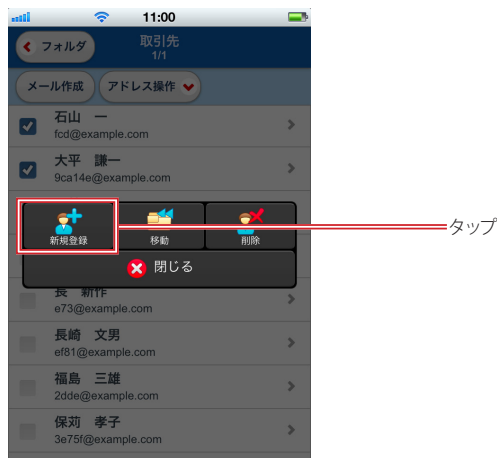 11:00
フォルダ
取引先
1/1
メール作成
アドレス操作
石山　一
fcd@example.com
大平　謙一
9ca14e@example.com
新規登録
移動
削除
タップ
閉じる
長　新作
e73@example.com
長崎　文男
ef81@example.com
福島　三雄
2dde@example.com
保苅　孝子
3e75f@example.com